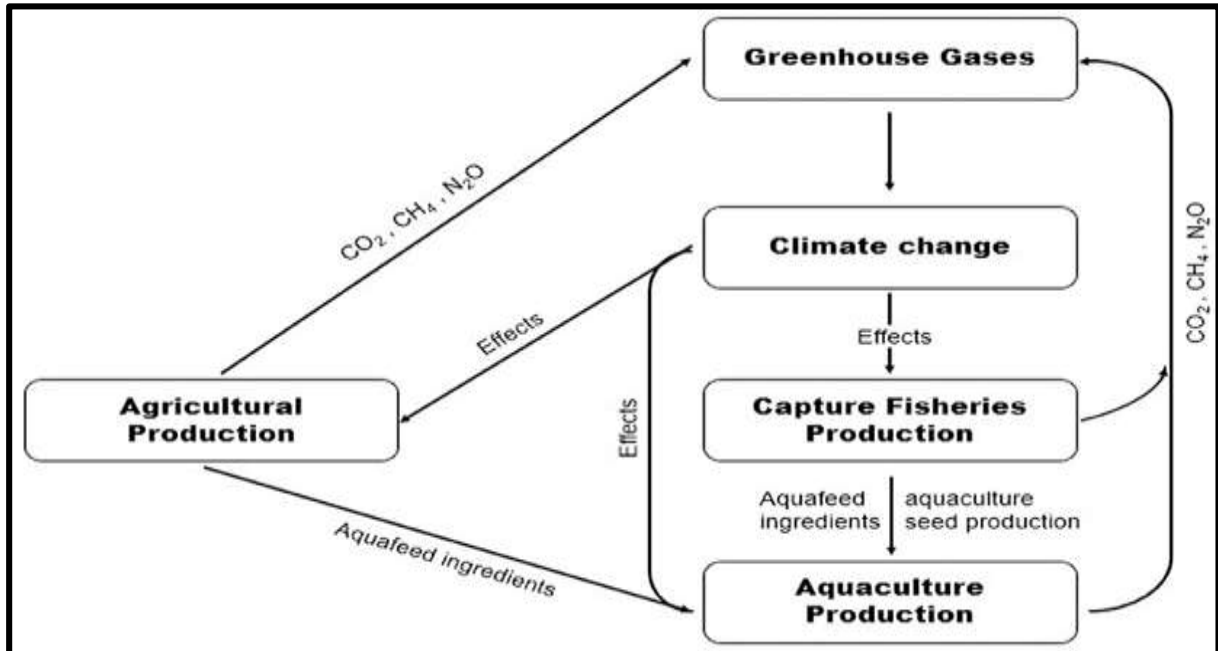 Greenhouse Gases
CO₂ , CH₄ , N₂O
CO₂ , CH₄ , N₂O
Climate change
Effects
Effects
Effects
Agricultural
Production
Capture Fisheries
Production
Aquafeed
ingredients
aquaculture
seed production
Aquafeed ingredients
Aquaculture
Production